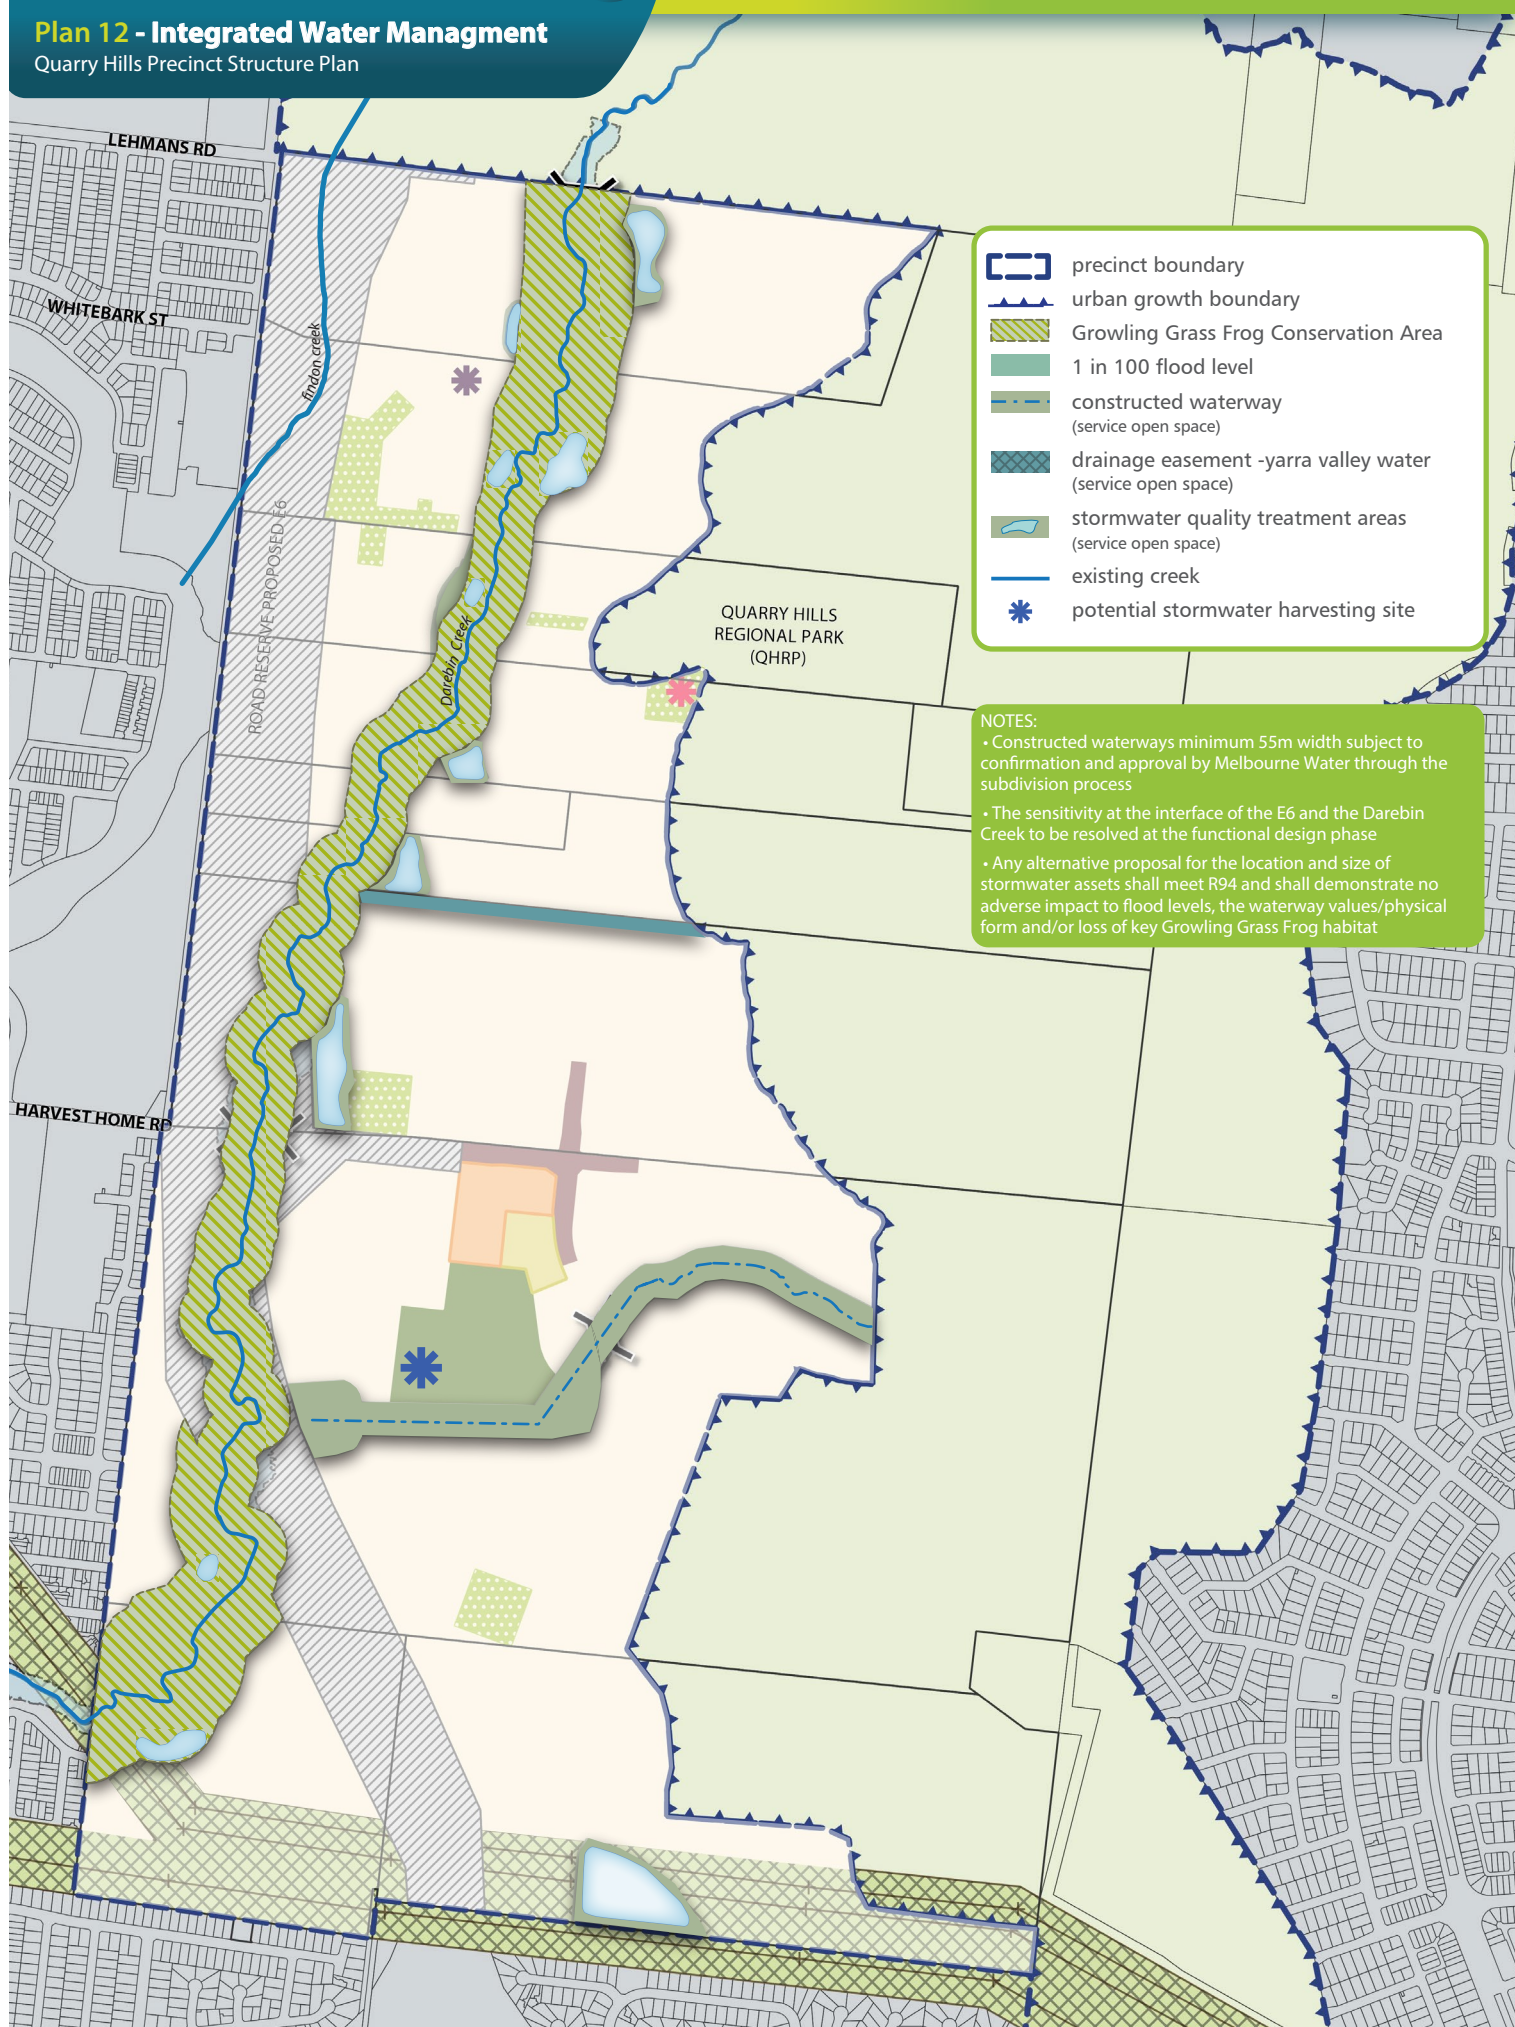 Plan 12 - Integrated Water Managment
Quarry Hills Precinct Structure Plan
LEHMANS RD
WHITEBARK ST
findon creek
precinct boundary
urban growth boundary
Growling Grass Frog Conservation Area
1 in 100 flood level
constructed waterway
(service open space)
drainage easement -yarra valley water
(service open space)
stormwater quality treatment areas
(service open space)
existing creek
potential stormwater harvesting site
ROAD RESERVE PROPOSED E6
Darebin Creek
QUARRY HILLS
REGIONAL PARK
(QHRP)
NOTES:
• Constructed waterways minimum 55m width subject to
confirmation and approval by Melbourne Water through the
subdivision process
• The sensitivity at the interface of the E6 and the Darebin
Creek to be resolved at the functional design phase
• Any alternative proposal for the location and size of
stormwater assets shall meet R94 and shall demonstrate no
adverse impact to flood levels, the waterway values/physical
form and/or loss of key Growling Grass Frog habitat
HARVEST HOME RD